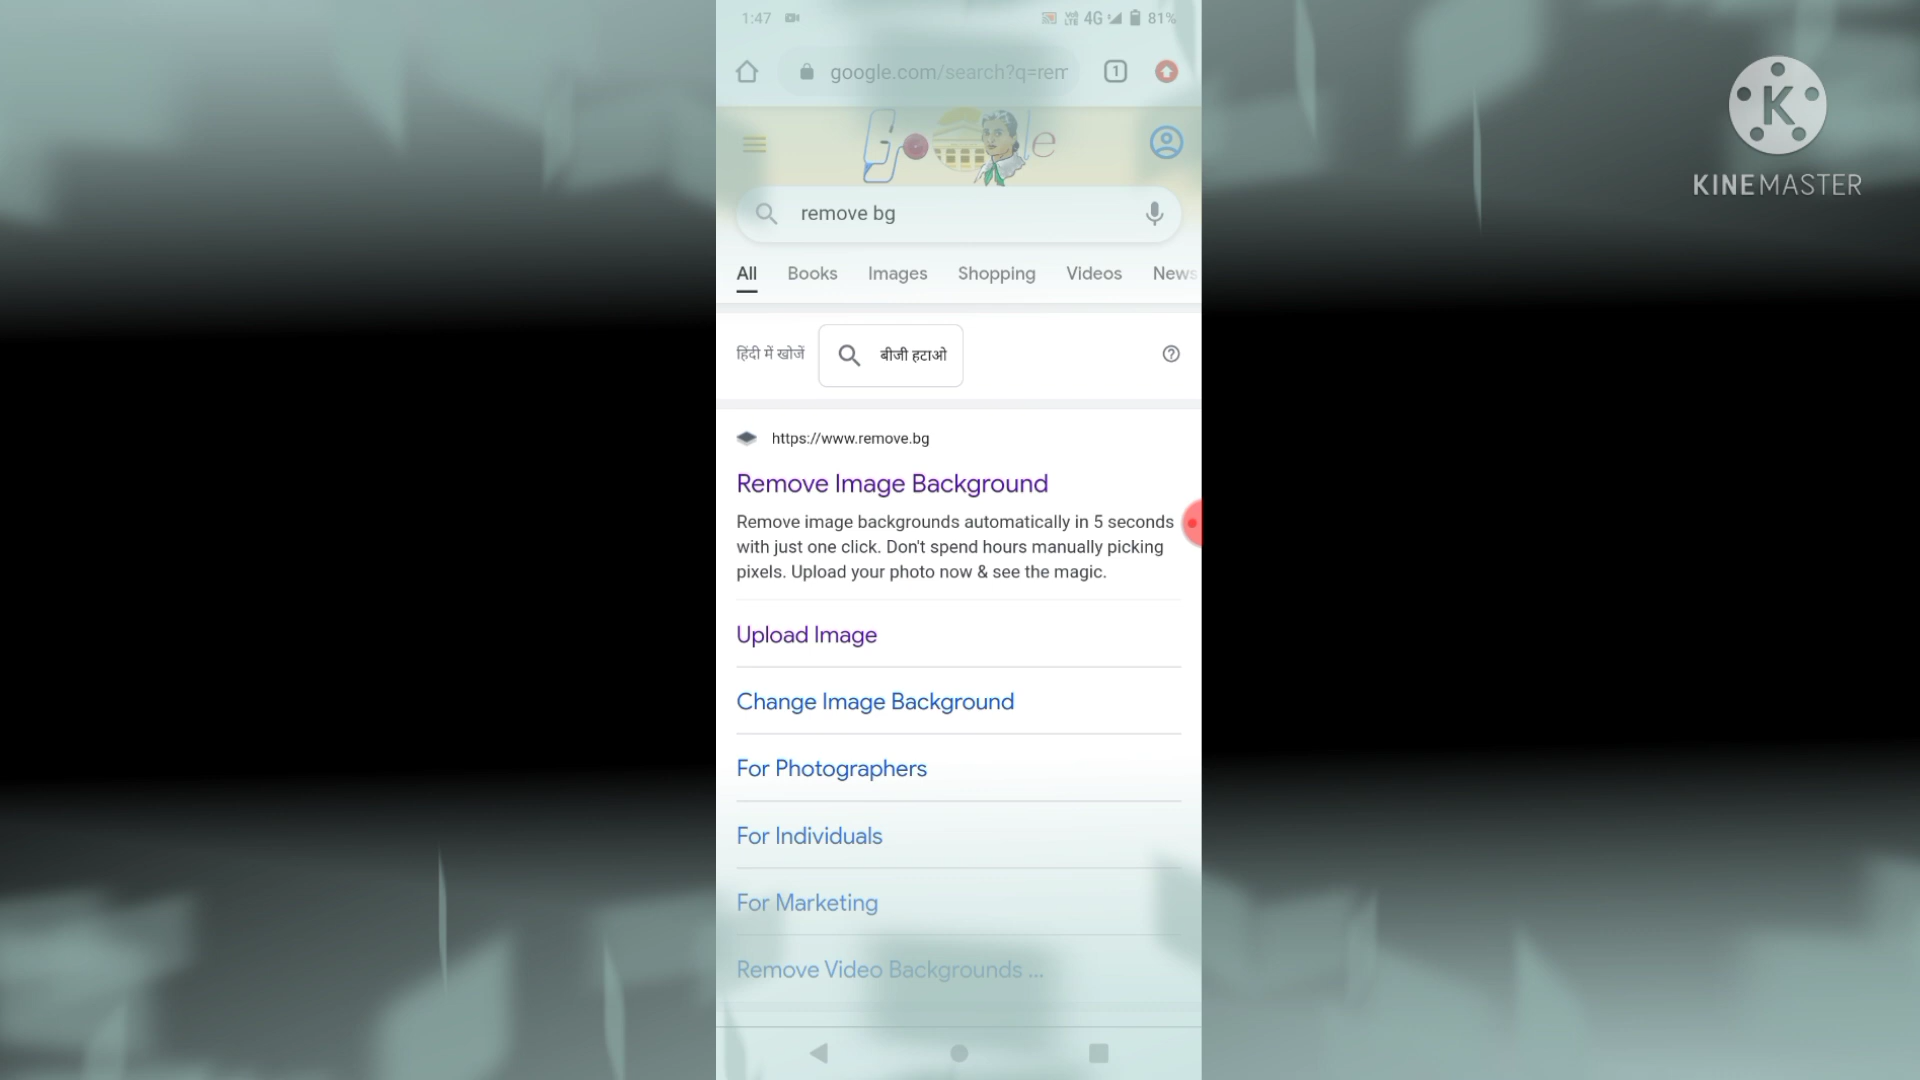 1:47
Vo
LTE 4G 81%
google.com/search?q=rem
1
Google
K
KINEMASTER
remove bg
All Books Images Shopping Videos News
हिंदी में खोजें बीजी हटाओ
https://www.remove.bg
Remove Image Background
Remove image backgrounds automatically in 5 seconds
with just one click. Don't spend hours manually picking
pixels. Upload your photo now & see the magic.
Upload Image
Change Image Background
For Photographers
For Individuals
For Marketing
Remove Video Backgrounds ...